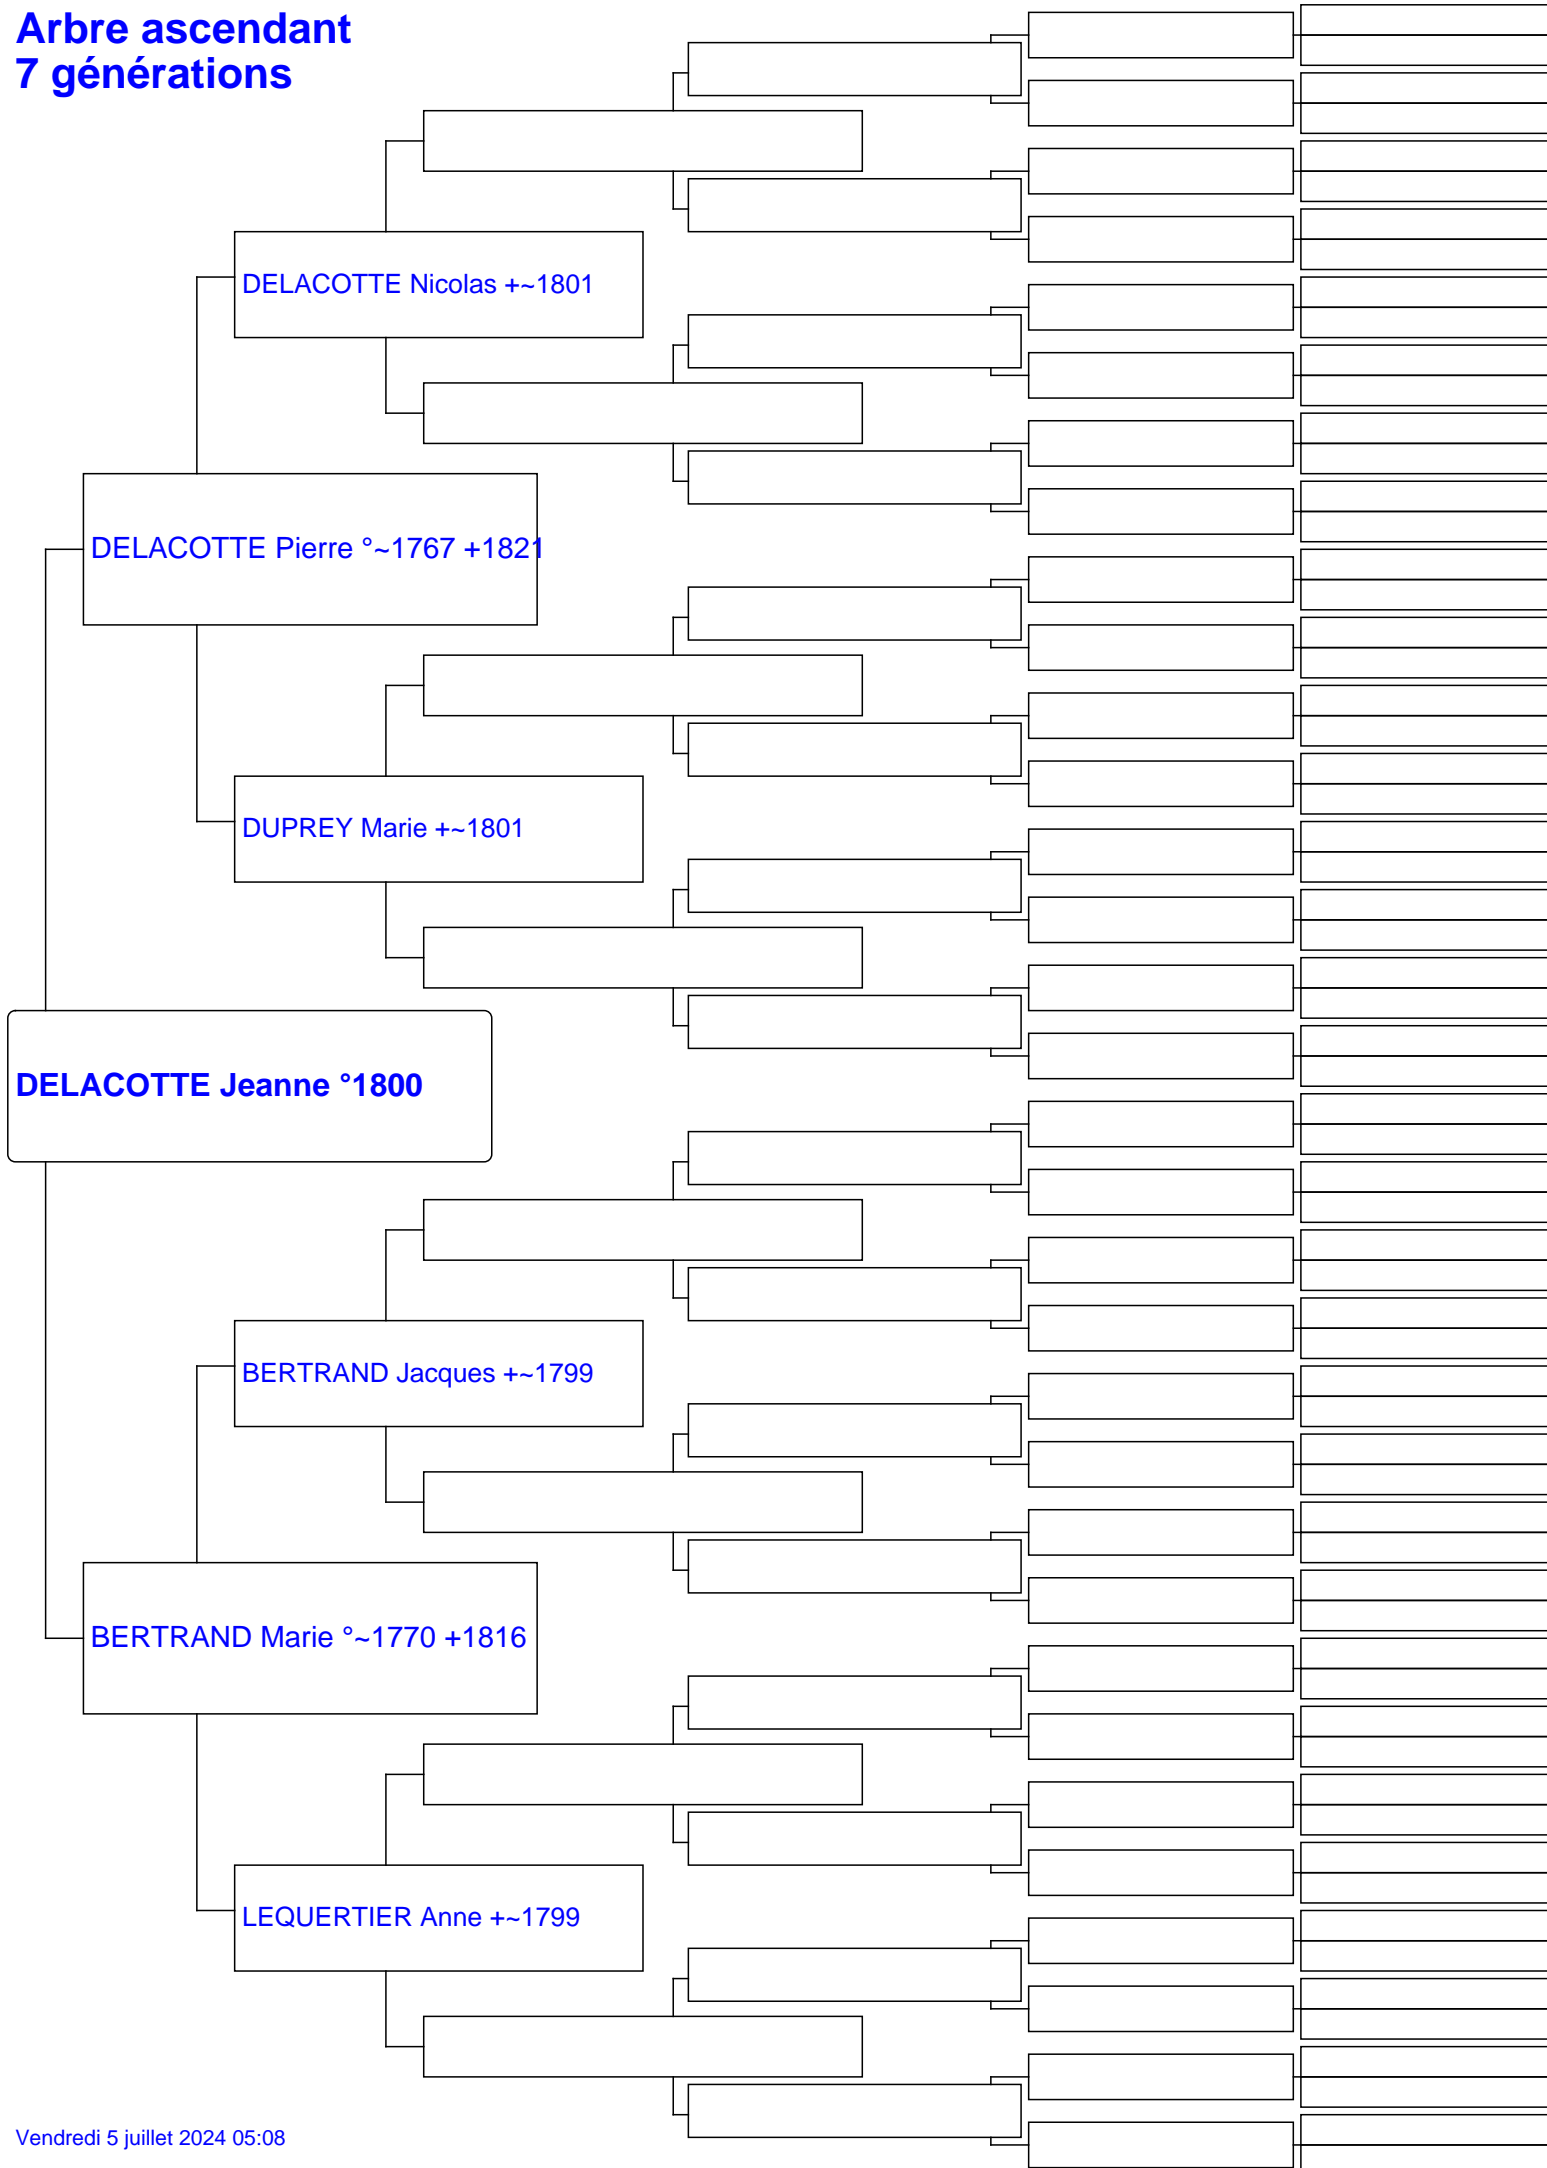 Arbre ascendant
7 générations
DELACOTTE Nicolas +~1801
DELACOTTE Pierre °~1767 +1821
DUPREY Marie +~1801
DELACOTTE Jeanne °1800
BERTRAND Jacques +~1799
BERTRAND Marie °~1770 +1816
LEQUERTIER Anne +~1799
Vendredi 5 juillet 2024 05:08